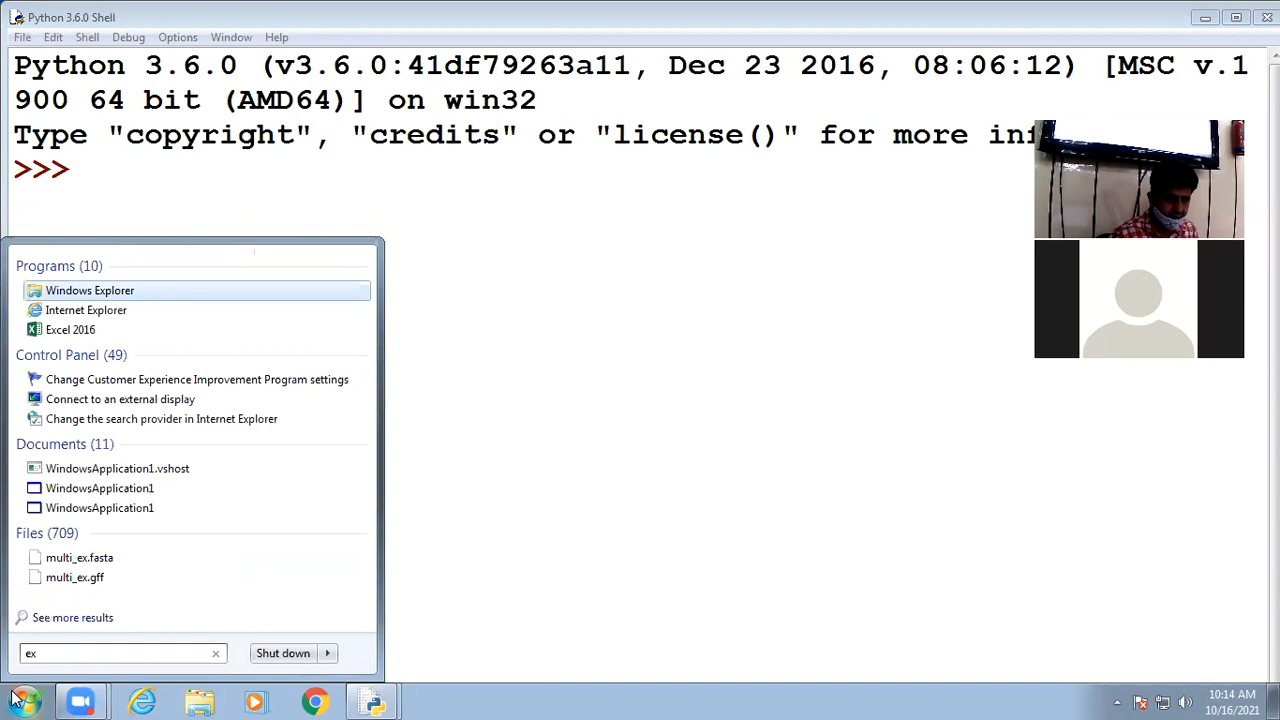 Python 3.6.0 Shell
File Edit Shell Debug Options Window Help
Python 3.6.0 (v3.6.0:41df79263a11, Dec 23 2016, 08:06:12) [MSC v.1
900 64 bit (AMD64)] on win32
Type "copyright", "credits" or "license()" for more inf
>>>
Programs (10)
Windows Explorer
Internet Explorer
Excel 2016
Control Panel (49)
Change Customer Experience Improvement Program settings
Connect to an external display
Change the search provider in Internet Explorer
Documents (11)
WindowsApplication1.vshost
WindowsApplication1
WindowsApplication1
Files (709)
multi_ex.fasta
multi_ex.gff
See more results
ex
Shut down
10:14 AM
10/16/2021